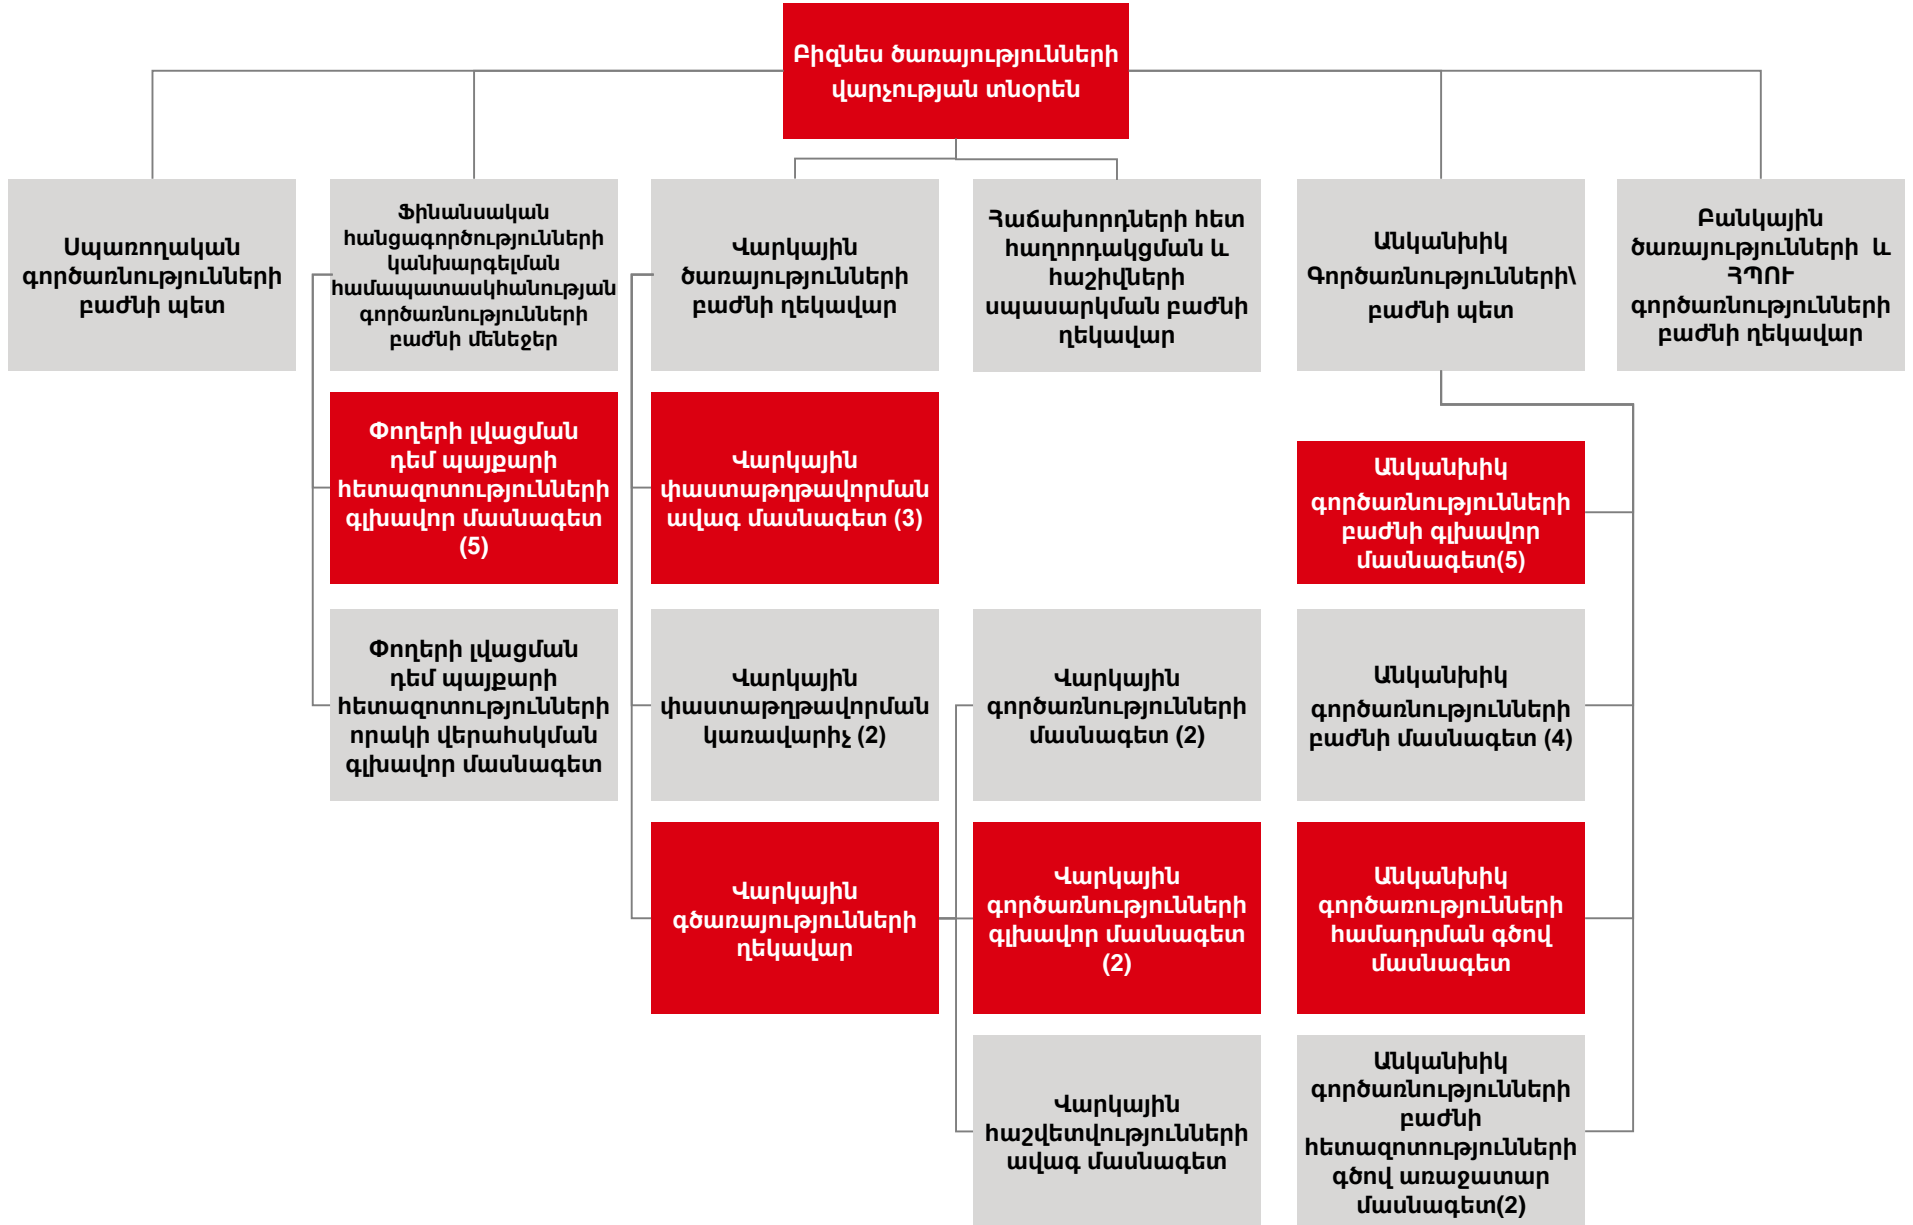 Բիզնես ծառայությունների
վարչության տնօրեն
Սպառողական
գործառնությունների
բաժնի պետ
Ֆինանսական
հանցագործությունների
կանխարգելման
համապատասկհանության
գործառնությունների
բաժնի մենեջեր
Վարկային
ծառայությունների
բաժնի ղեկավար
Հաճախորդների հետ
հաղորդակցման և
հաշիվների
սպասարկման բաժնի
ղեկավար
Անկանխիկ
Գործառնությունների\
բաժնի պետ
Բանկային
ծառայությունների և
ՀՊՈՒ
գործառնությունների
բաժնի ղեկավար
Փողերի լվացման
դեմ պայքարի
հետազոտությունների
գլխավոր մասնագետ
(5)
Վարկային
փաստաթղթավորման
ավագ մասնագետ (3)
Անկանխիկ
գործառնությունների
բաժնի գլխավոր
մասնագետ(5)
Փողերի լվացման
դեմ պայքարի
հետազոտությունների
որակի վերահսկման
գլխավոր մասնագետ
Վարկային
փաստաթղթավորման
կառավարիչ (2)
Վարկային
գործառնությունների
մասնագետ (2)
Անկանխիկ
գործառնությունների
բաժնի մասնագետ (4)
Վարկային
գծառայությունների
ղեկավար
Վարկային
գործառնությունների
գլխավոր մասնագետ
(2)
Անկանխիկ
գործառությունների
համադրման գծով
մասնագետ
Վարկային
հաշվետվությունների
ավագ մասնագետ
Անկանխիկ
գործառնությունների
բաժնի
հետազոտությունների
գծով առաջատար
մասնագետ(2)